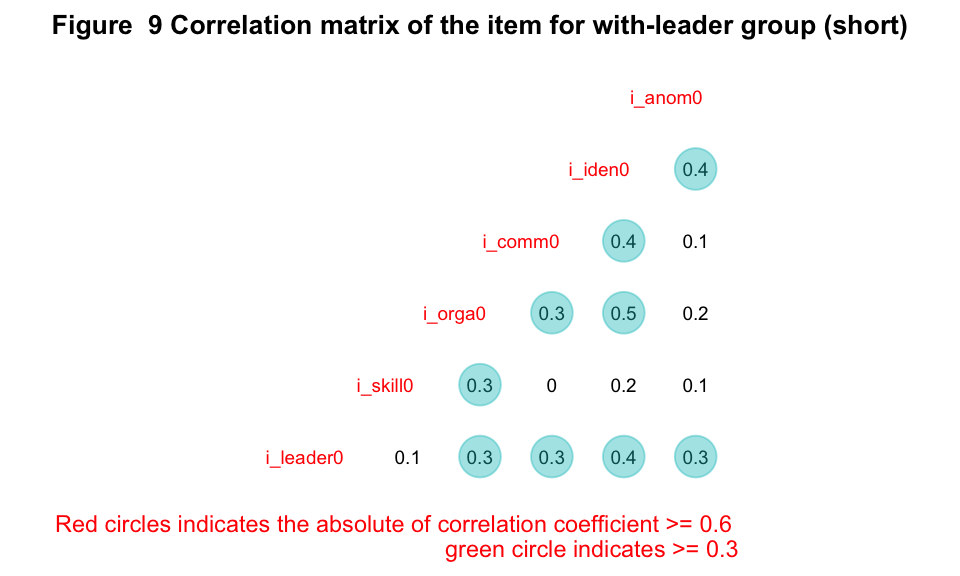 Figure  9 Correlation matrix of the item for with-leader group (short)
i_anom0
i_iden0 0.4
i_comm0 0.4 0.1
i_orga0 0.3 0.5 0.2
i_skill0 0.3 0 0.2 0.1
i_leader0 0.1 0.3 0.3 0.4 0.3
Red circles indicates the absolute of correlation coefficient >= 0.6
green circle indicates >= 0.3